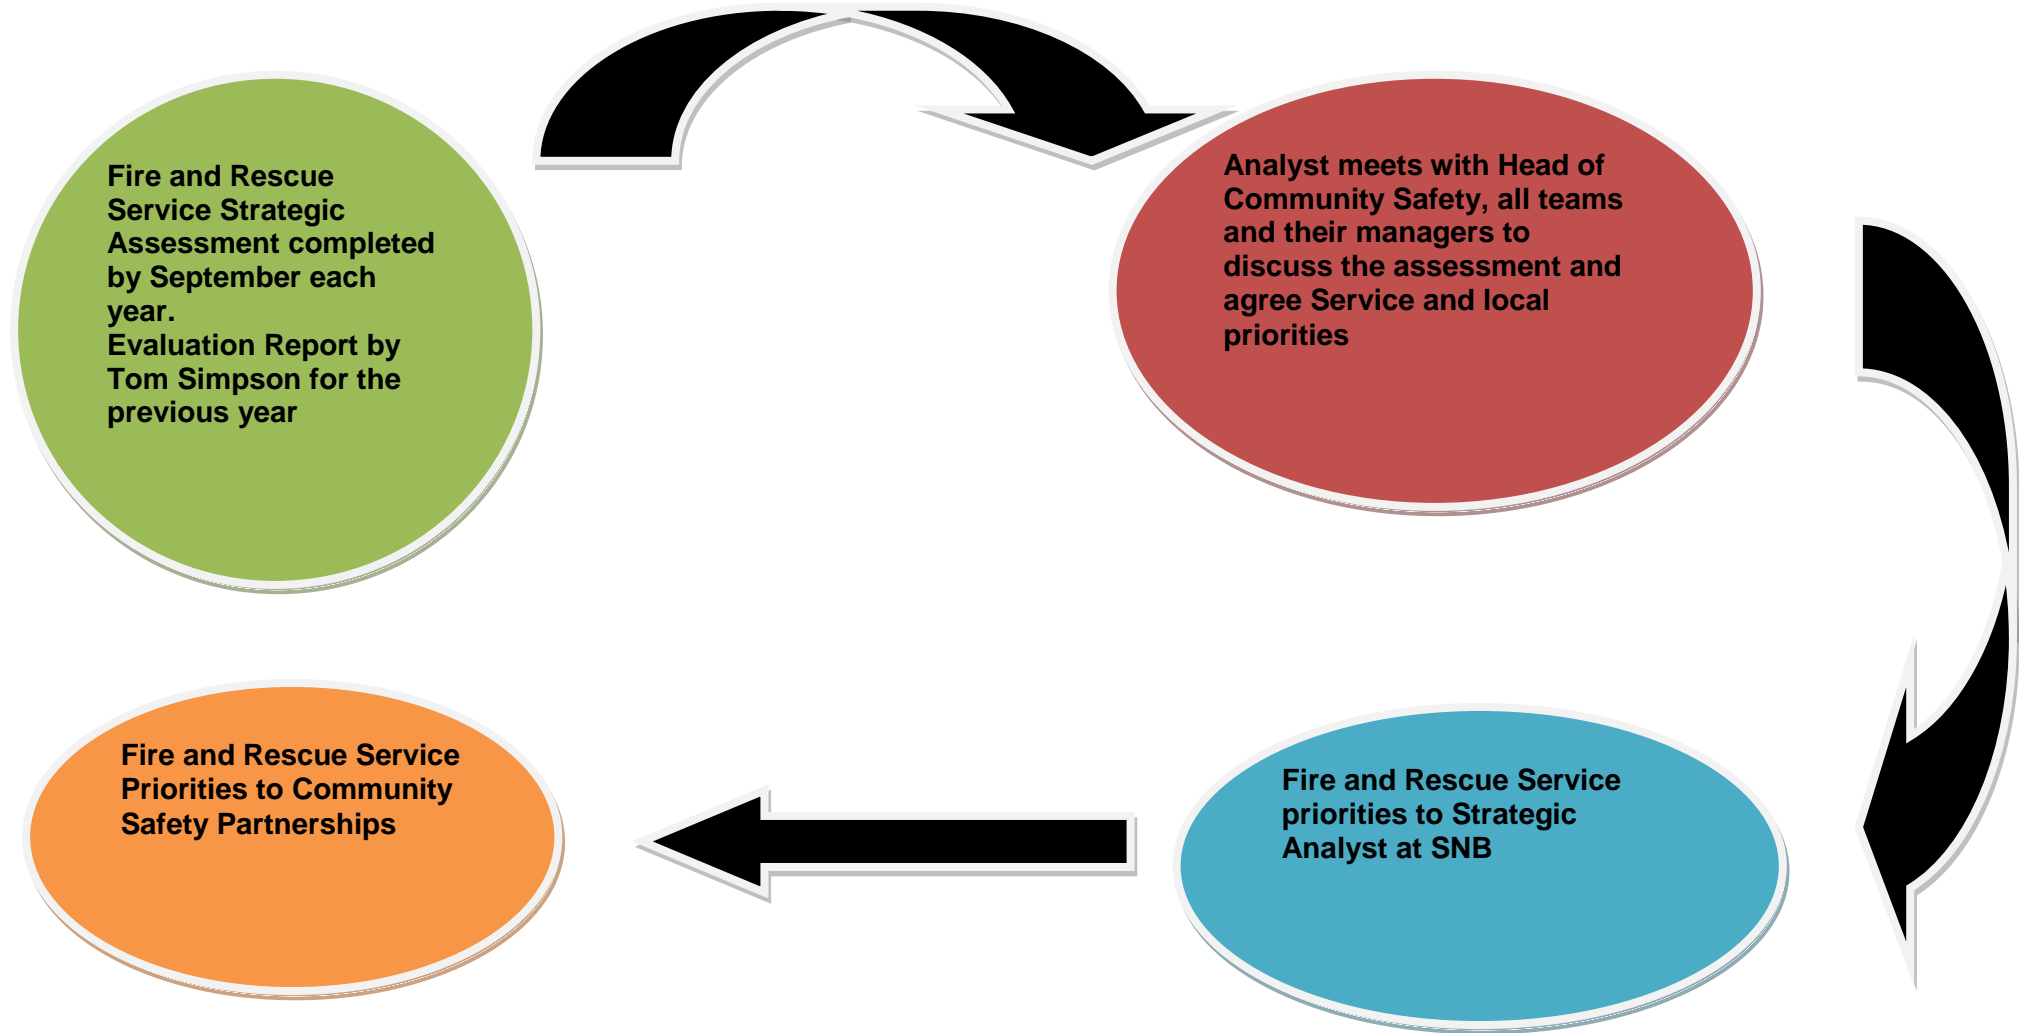 Fire and Rescue
Service Strategic
Assessment completed
by September each
year.
Evaluation Report by
Tom Simpson for the
previous year
Analyst meets with Head of
Community Safety, all teams
and their managers to
discuss the assessment and
agree Service and local
priorities
Fire and Rescue Service
priorities to Strategic
Analyst at SNB
Fire and Rescue Service
Priorities to Community
Safety Partnerships